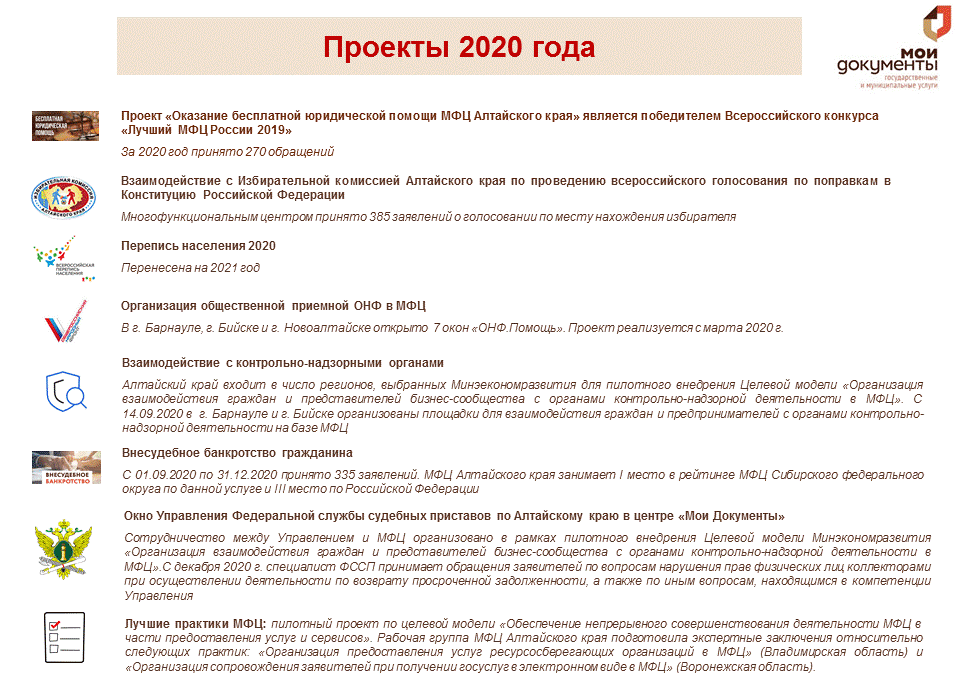 Проекты 2020 года
мои
документы
государственные
и муниципальные услуги
БЕСПЛАТНАЯ
ЮРИДИЧЕСКАЯ
ПОМОЩЬ
Проект «Оказание бесплатной юридической помощи МФЦ Алтайского края» является победителем Всероссийского конкурса
«Лучший МФЦ России 2019»
За 2020 год принято 270 обращений
ИЗБИРАТЕЛЬНАЯ КОМИССИЯ
АЛТАЙСКОГО КРАЯ
Взаимодействие с Избирательной комиссией Алтайского края по проведению всероссийского голосования по поправкам в
Конституцию Российской Федерации
Многофункциональным центром принято 385 заявлений о голосовании по месту нахождения избирателя
ВСЕРОССИЙСКАЯ
ПЕРЕПИСЬ
НАСЕЛЕНИЯ
Перепись населения 2020
Перенесена на 2021 год
Организация общественной приемной ОНФ в МФЦ
В г. Барнауле, г. Бийске и г. Новоалтайске открыто 7 окон «ОНФ.Помощь». Проект реализуется с марта 2020 г.
Взаимодействие с контрольно-надзорными органами
Алтайский край входит в число регионов, выбранных Минэкономразвития для пилотного внедрения Целевой модели «Организация
взаимодействия граждан и представителей бизнес-сообщества с органами контрольно-надзорной деятельности в МФЦ». С
14.09.2020 в г. Барнауле и г. Бийске организованы площадки для взаимодействия граждан и предпринимателей с органами контрольно-
надзорной деятельности на базе МФЦ
ВНЕСУДЕБНОЕ
БАНКРОТСТВО
Внесудебное банкротство гражданина
С 01.09.2020 по 31.12.2020 принято 335 заявлений. МФЦ Алтайского края занимает I место в рейтинге МФЦ Сибирского федерального
округа по данной услуге и III место по Российской Федерации
Окно Управления Федеральной службы судебных приставов по Алтайскому краю в центре «Мои Документы»
Сотрудничество между Управлением и МФЦ организовано в рамках пилотного внедрения Целевой модели Минэкономразвития
«Организация взаимодействия граждан и представителей бизнес-сообщества с органами контрольно-надзорной деятельности в
МФЦ».С декабря 2020 г. специалист ФССП принимает обращения заявителей по вопросам нарушения прав физических лиц коллекторами
при осуществлении деятельности по возврату просроченной задолженности, а также по иным вопросам, находящимся в компетенции
Управления
Лучшие практики МФЦ: пилотный проект по целевой модели «Обеспечение непрерывного совершенствования деятельности МФЦ в
части предоставления услуг и сервисов». Рабочая группа МФЦ Алтайского края подготовила экспертные заключения относительно
следующих практик: «Организация предоставления услуг ресурсосберегающих организаций в МФЦ» (Владимирская область) и
«Организация сопровождения заявителей при получении госуслуг в электронном виде в МФЦ» (Воронежская область).